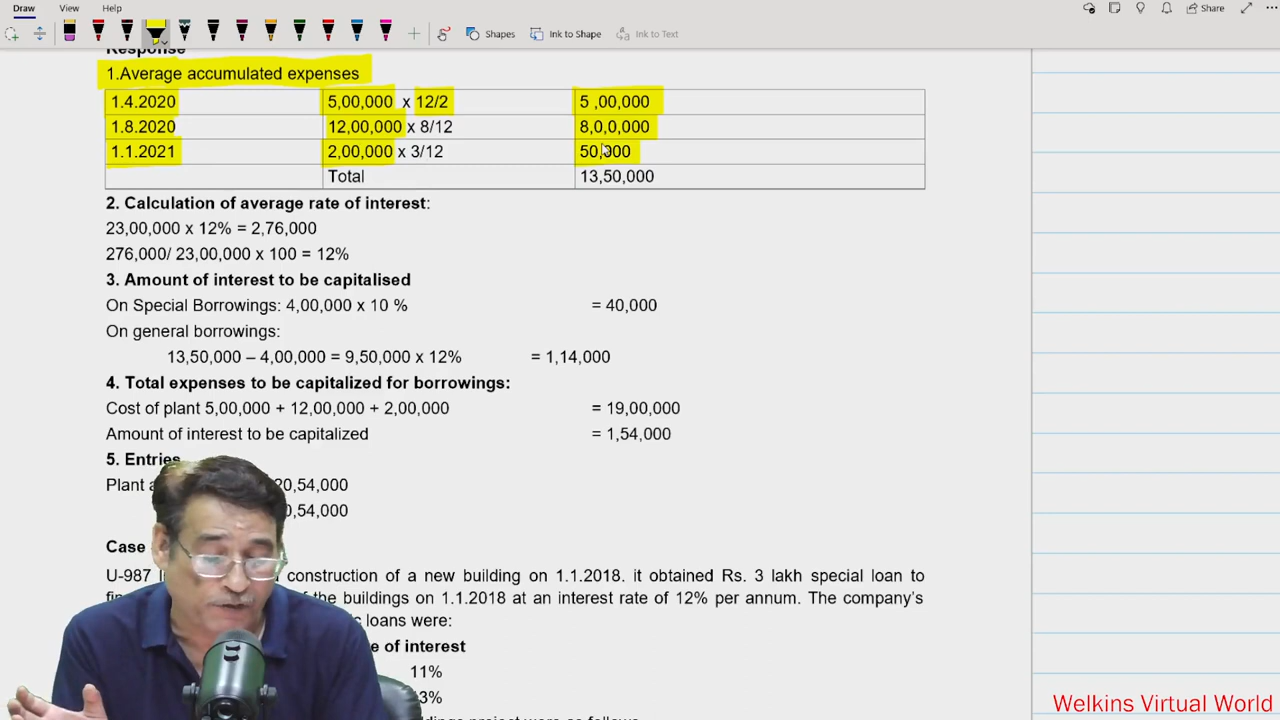 Draw View Help
Shapes Ink to Shape Ink to Text Share
Response
1.Average accumulated expenses
1.4.2020 5,00,000 x 12/2 5 ,00,000
1.8.2020 12,00,000 x 8/12 8,0,0,000
1.1.2021 2,00,000 x 3/12 50,000
Total 13,50,000
2. Calculation of average rate of interest:
23,00,000 x 12% = 2,76,000
276,000/ 23,00,000 x 100 = 12%
3. Amount of interest to be capitalised
On Special Borrowings: 4,00,000 x 10 % = 40,000
On general borrowings:
13,50,000 – 4,00,000 = 9,50,000 x 12% = 1,14,000
4. Total expenses to be capitalized for borrowings:
Cost of plant 5,00,000 + 12,00,000 + 2,00,000 = 19,00,000
Amount of interest to be capitalized = 1,54,000
5. Entries
Plant 20,54,000
0,54,000
Case
U-987 construction of a new building on 1.1.2018. it obtained Rs. 3 lakh special loan to
the buildings on 1.1.2018 at an interest rate of 12% per annum. The company's
loans were:
of interest
11%
3%
project were as follows
Welkins Virtual World